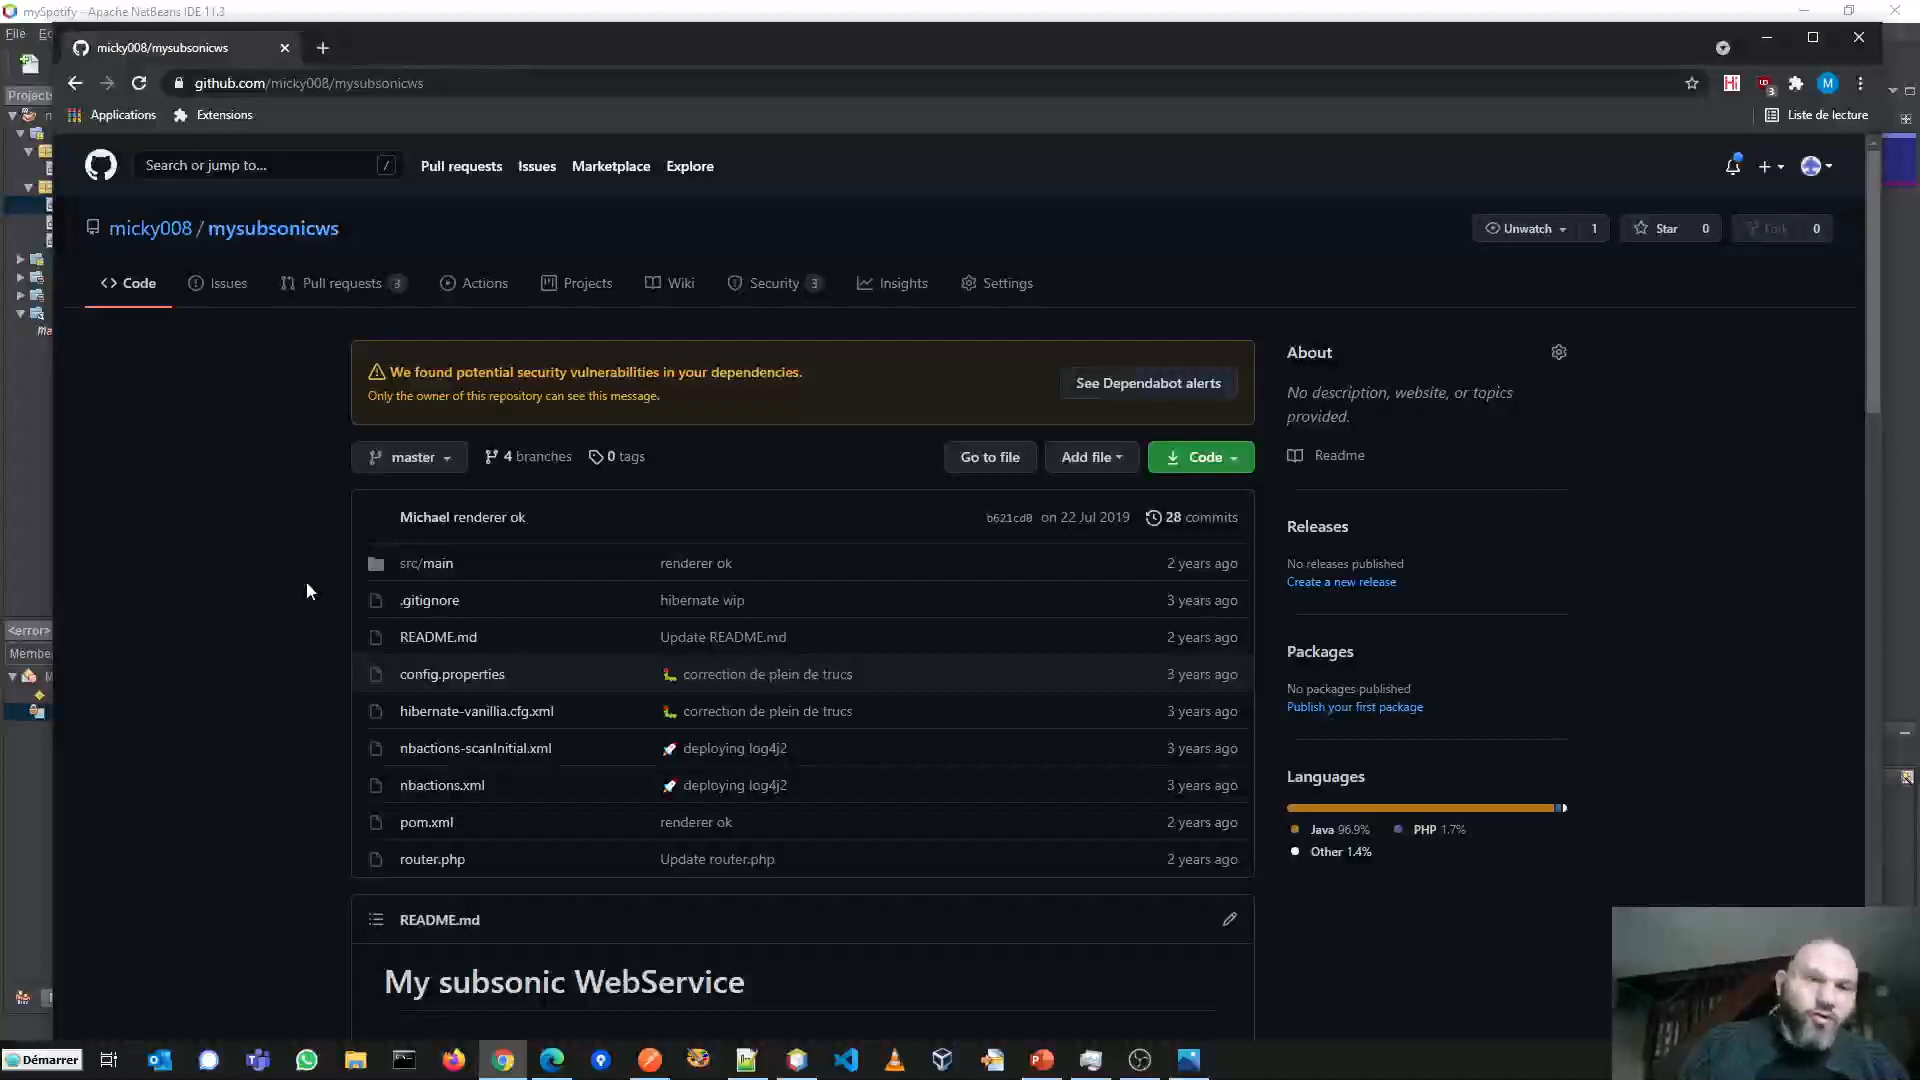 mySpotify - Apache NetBeans IDE 11.3
File
micky008/mysubsonicws
github.com/micky008/mysubsonicws
Hi
3
M
Applications
Extensions
Liste de lecture
Projects
Search or jump to...
/
Pull requests
Issues
Marketplace
Explore
micky008 / mysubsonicws
Unwatch
1
Star
0
Fork
0
Code
Issues
Pull requests 3
Actions
Projects
Wiki
Security 3
Insights
Settings
We found potential security vulnerabilities in your dependencies.
Only the owner of this repository can see this message.
See Dependabot alerts
About
No description, website, or topics
provided.
Readme
master
4 branches
0 tags
Go to file
Add file
Code
Michael renderer ok
b621cd0 on 22 Jul 2019
28 commits
src/main renderer ok 2 years ago
.gitignore hibernate wip 3 years ago
README.md Update README.md 2 years ago
config.properties 🐛 correction de plein de trucs 3 years ago
hibernate-vanillia.cfg.xml 🐛 correction de plein de trucs 3 years ago
nbactions-scanInitial.xml 🚀 deploying log4j2 3 years ago
nbactions.xml 🚀 deploying log4j2 3 years ago
pom.xml renderer ok 2 years ago
router.php Update router.php 2 years ago
Releases
No releases published
Create a new release
Packages
No packages published
Publish your first package
Languages
Java 96.9%
PHP 1.7%
Other 1.4%
<error>
README.md
My subsonic WebService
Démarrer